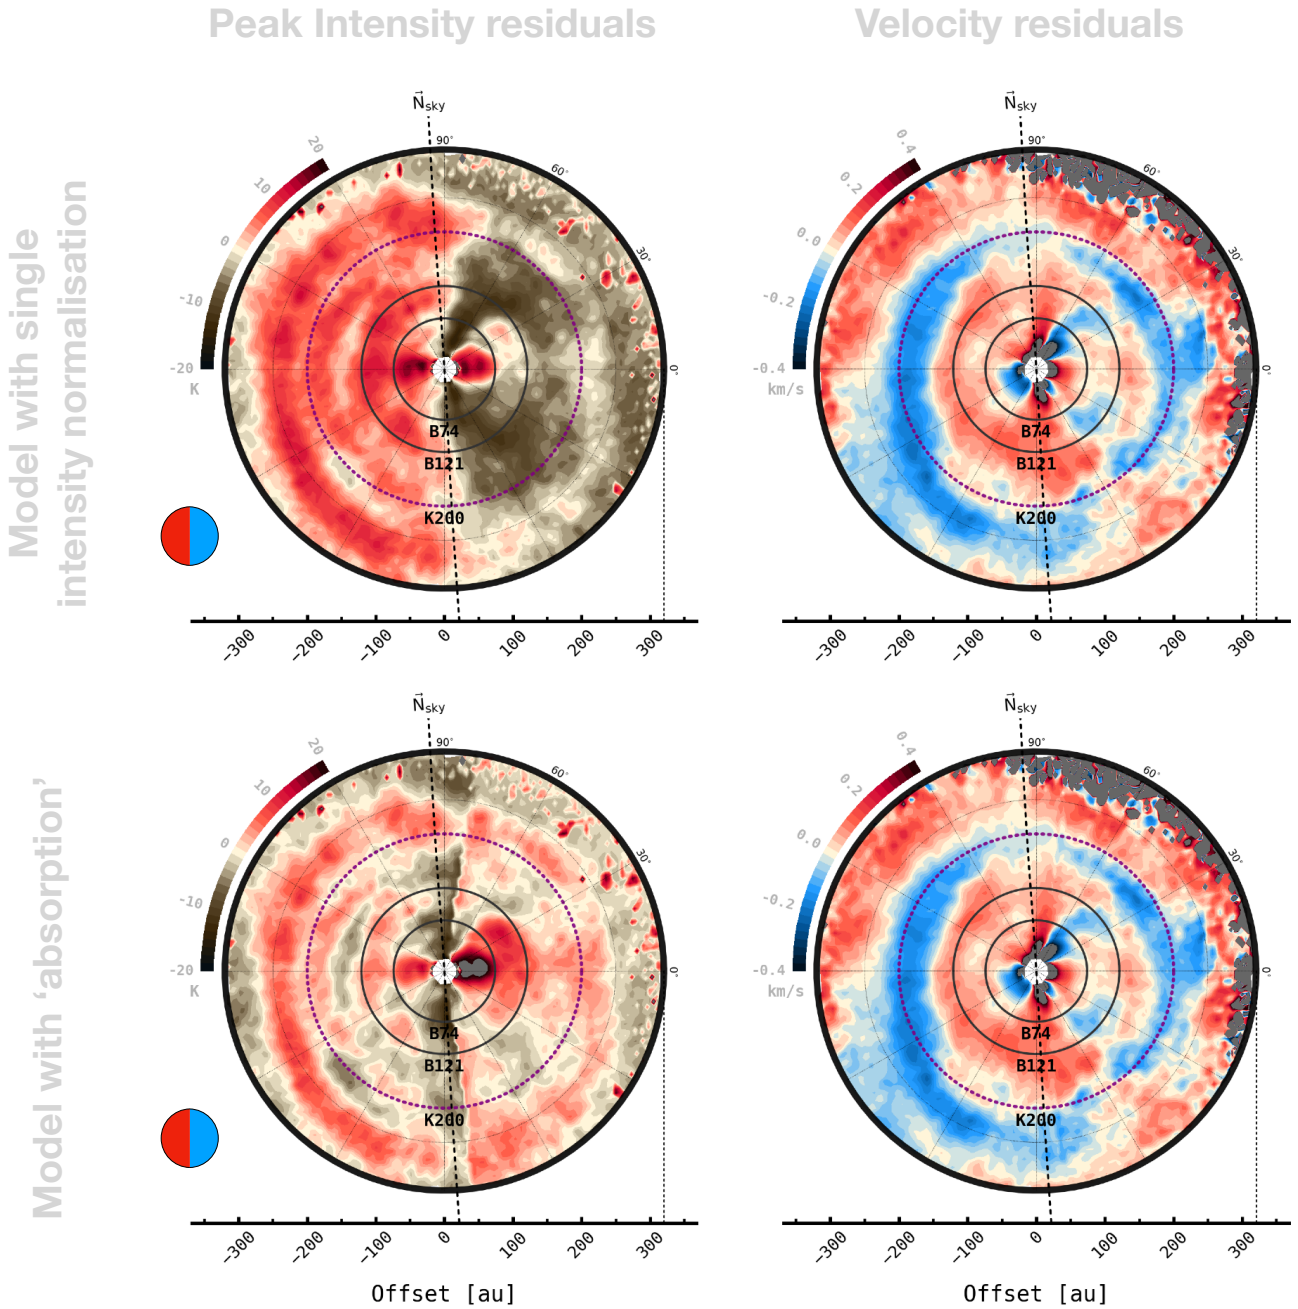 Peak Intensity residuals
Velocity residuals
Model with single
intensity normalisation
N sky
90°
60°
30°
0°
20
10
0
-10
-20
K
B74
B121
K200
-300
-200
-100
0
100
200
300
N sky
90°
60°
30°
0°
0.4
0.2
0.0
-0.2
-0.4
km/s
B74
B121
K200
-300
-200
-100
0
100
200
300
Model with ‘absorption’
N sky
90°
60°
30°
0°
20
10
0
-10
-20
K
B74
B121
K200
-300
-200
-100
0
100
200
300
Offset [au]
N sky
90°
60°
30°
0°
0.4
0.2
0.0
-0.2
-0.4
km/s
B74
B121
K200
-300
-200
-100
0
100
200
300
Offset [au]